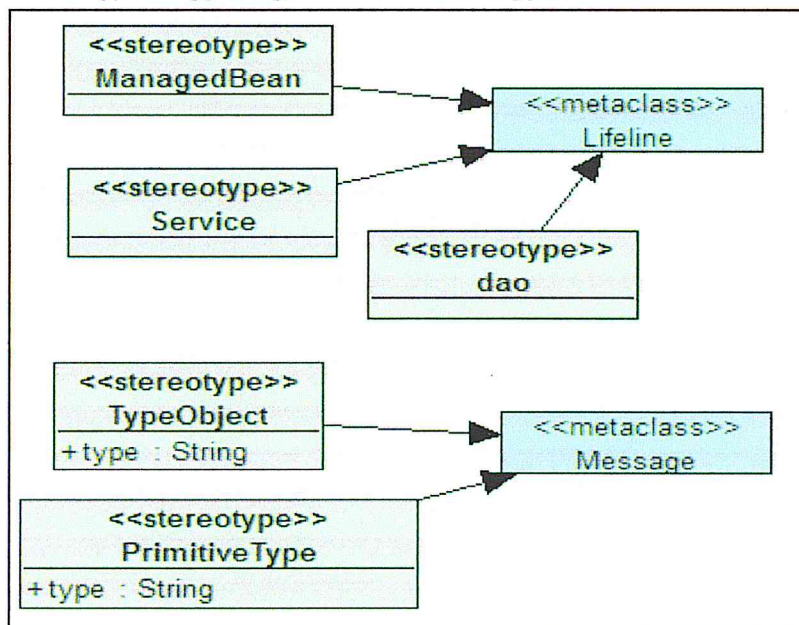 <<stereotype>>
ManagedBean
<<metaclass>>
Lifeline
<<stereotype>>
Service
<<stereotype>>
dao
<<stereotype>>
TypeObject
+type : String
<<metaclass>>
Message
<<stereotype>>
PrimitiveType
+type : String